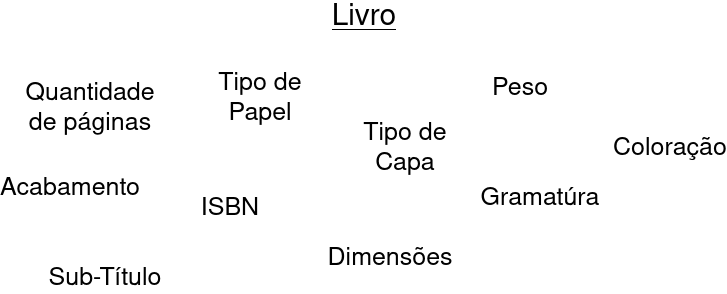 Livro
Quantidade
de páginas
Tipo de
Papel
Peso
Tipo de
Capa
Coloração
Acabamento
ISBN
Gramatúra
Dimensões
Sub-Título